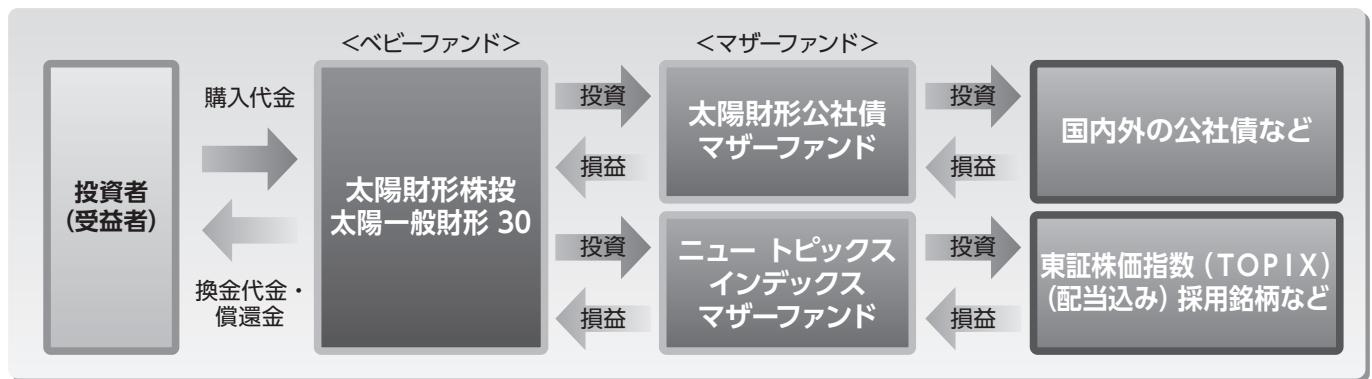 <ベビーファンド>
<マザーファンド>
投資者
(受益者)
購入代金
換金代金・
償還金
太陽財形株投
太陽一般財形 30
投資
損益
太陽財形公社債
マザーファンド
投資
損益
国内外の公社債など
投資
損益
ニュー トピックス
インデックス
マザーファンド
投資
損益
東証株価指数(TOPIX)
(配当込み)採用銘柄など